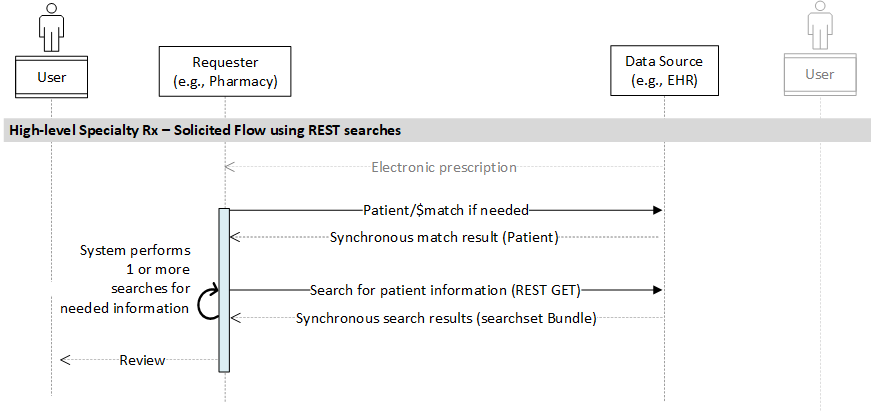 User
Requester
(e.g., Pharmacy)
Data Source
(e.g., EHR)
User
High-level Specialty Rx – Solicited Flow using REST searches
Electronic prescription
Patient/$match if needed
Synchronous match result (Patient)
System performs
1 or more
searches for
needed information
Search for patient information (REST GET)
Synchronous search results (searchset Bundle)
Review